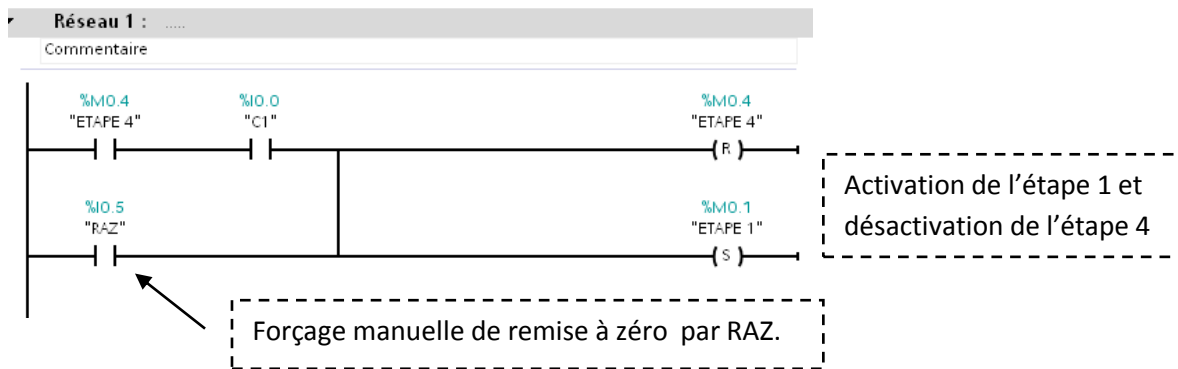 Réseau 1 : .....
Commentaire
%M0.4 %I0.0 %M0.4
"ETAPE 4" "C1" "ETAPE 4"
( R )
Activation de l'étape 1 et
désactivation de l'étape 4
%I0.5 %M0.1
"RAZ" "ETAPE 1"
( S )
Forçage manuelle de remise à zéro par RAZ.